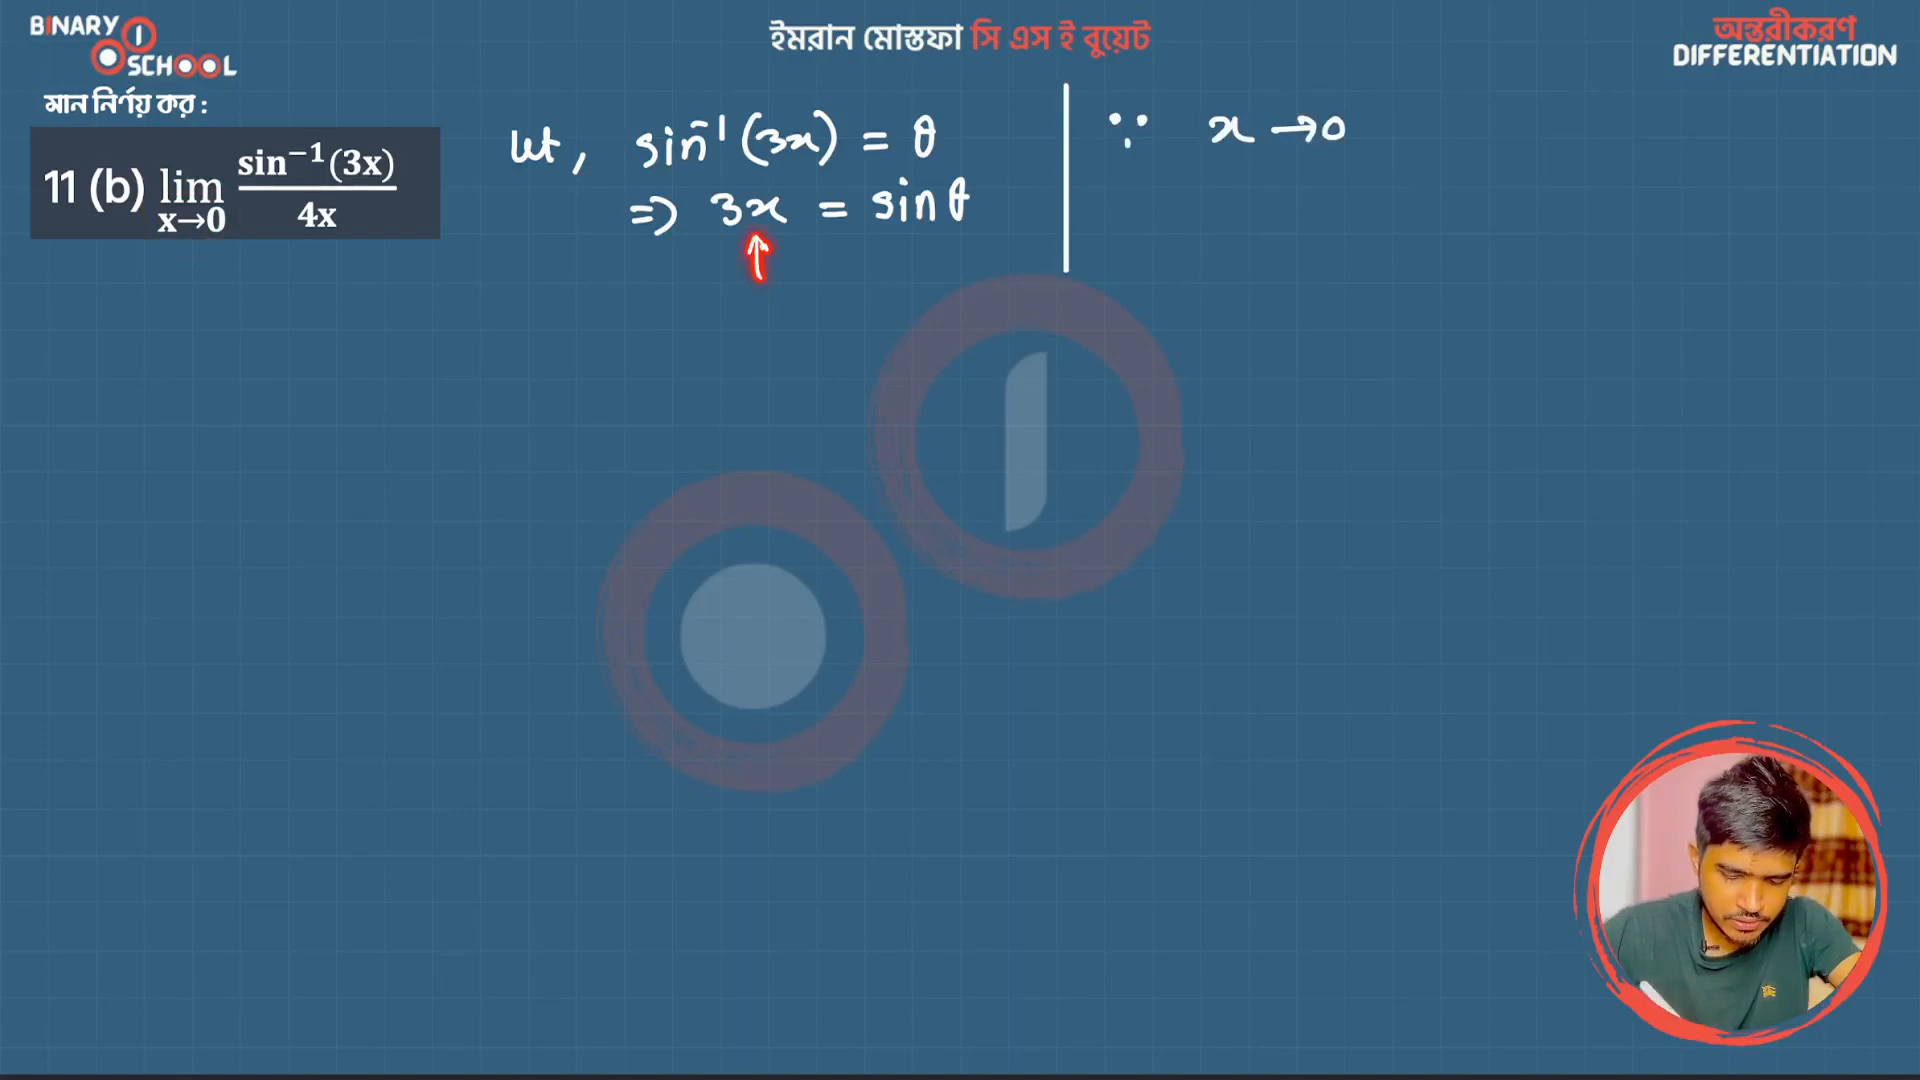 BINARY
SCHOOL
ইমরান মোস্তফা সি এস ই বুয়েট
অন্তরীকরণ
DIFFERENTIATION
মান নির্ণয় কর :
11 (b) lim x→0 sin⁻¹(3x) / 4x
let, sin⁻¹(3x) = θ
⇒ 3x = sin θ
∵ x → 0